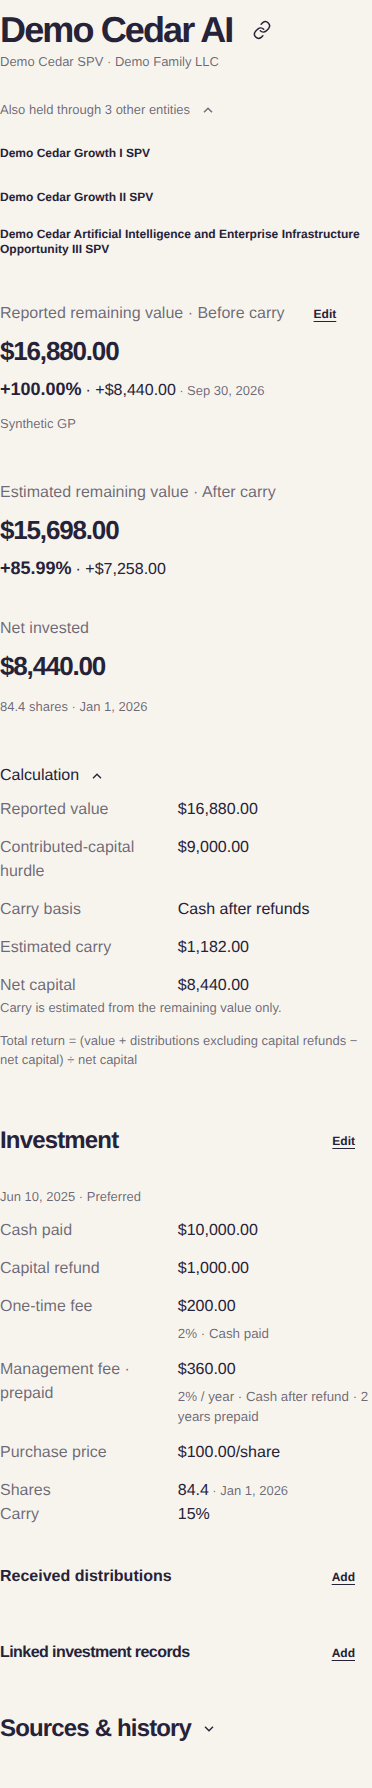 Demo Cedar AI
Demo Cedar SPV · Demo Family LLC
Also held through 3 other entities
Demo Cedar Growth I SPV
Demo Cedar Growth II SPV
Demo Cedar Artificial Intelligence and Enterprise Infrastructure
Opportunity III SPV
Reported remaining value · Before carry Edit
$16,880.00
+100.00% · +$8,440.00 · Sep 30, 2026
Synthetic GP
Estimated remaining value · After carry
$15,698.00
+85.99% · +$7,258.00
Net invested
$8,440.00
84.4 shares · Jan 1, 2026
Calculation
Reported value $16,880.00
Contributed-capital $9,000.00
hurdle
Carry basis Cash after refunds
Estimated carry $1,182.00
Net capital $8,440.00
Carry is estimated from the remaining value only.
Total return = (value + distributions excluding capital refunds −
net capital) ÷ net capital
Investment Edit
Jun 10, 2025 · Preferred
Cash paid $10,000.00
Capital refund $1,000.00
One-time fee $200.00
2% · Cash paid
Management fee · $360.00
prepaid
2% / year · Cash after refund · 2
years prepaid
Purchase price $100.00/share
Shares 84.4 · Jan 1, 2026
Carry 15%
Received distributions Add
Linked investment records Add
Sources & history